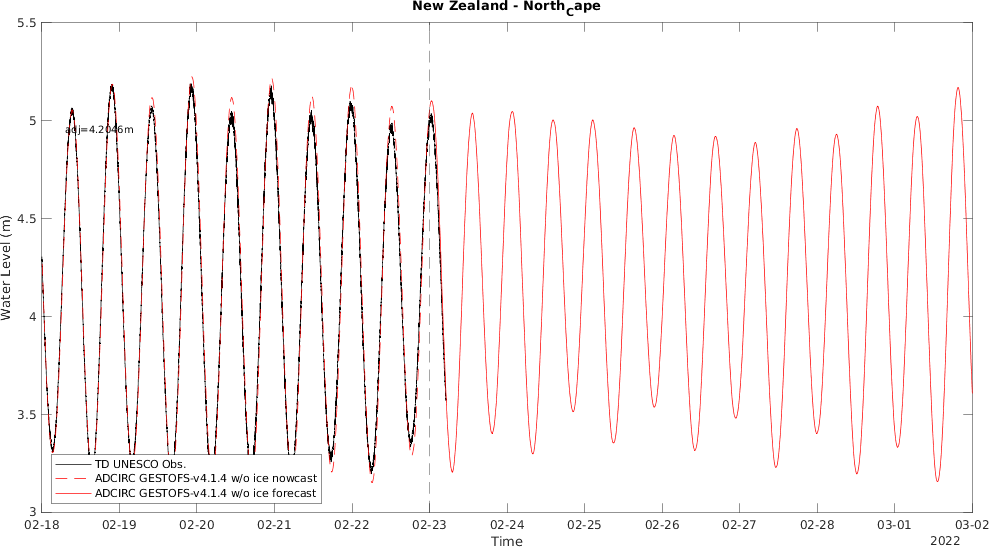 New Zealand - NorthCape
5.5
5
4.5
4
3.5
3
Water Level (m)
adj=4.2046m
TD UNESCO Obs.
ADCIRC GESTOFS-v4.1.4 w/o ice nowcast
ADCIRC GESTOFS-v4.1.4 w/o ice forecast
02-18 02-19 02-20 02-21 02-22 02-23 02-24 02-25 02-26 02-27 02-28 03-01 03-02
Time
2022